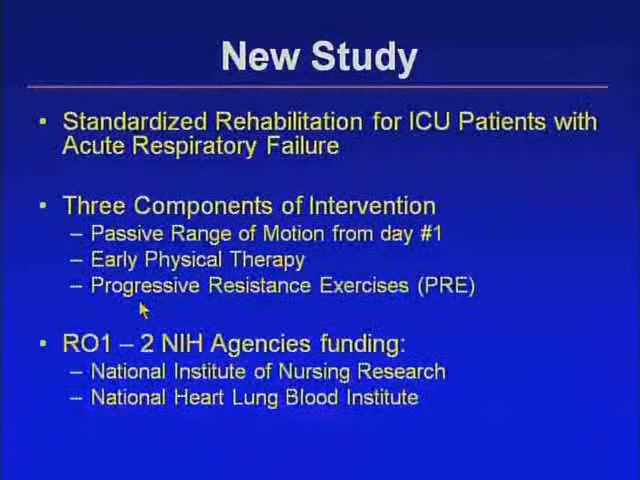 New Study
• Standardized Rehabilitation for ICU Patients with
Acute Respiratory Failure
• Three Components of Intervention
– Passive Range of Motion from day #1
– Early Physical Therapy
– Progressive Resistance Exercises (PRE)
• RO1 – 2 NIH Agencies funding:
– National Institute of Nursing Research
– National Heart Lung Blood Institute